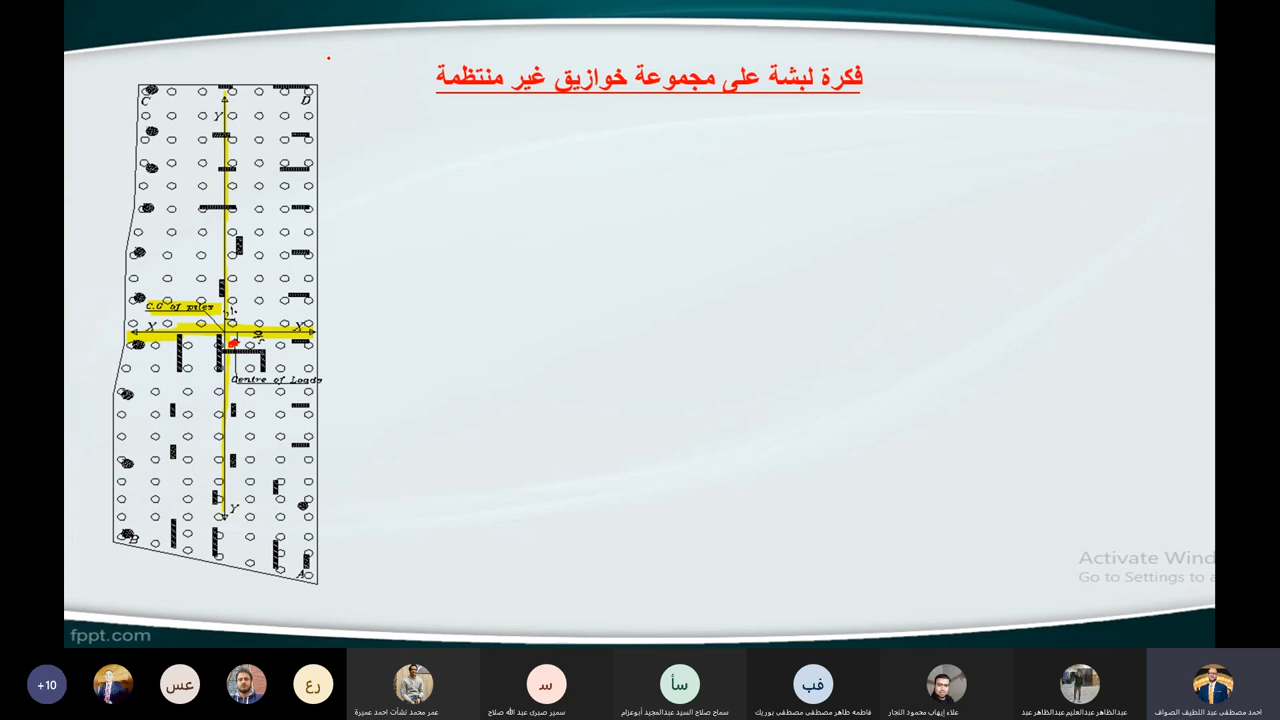 فكرة لبشة على مجموعة خوازيق غير منتظمة
C
D
Y
C.G of piles
X
X
Centre of Loads
Y
B
A
Activate Wind
Go to Settings to a
fppt.com
+10
عس
رع
س
سأ
فب
عمر محمد نشأت احمد عميرة
سمير صبرى عبد الله صلاح
سماح صلاح السيد عبدالمجيد أبوعزام
فاطمه طاهر مصطفى مصطفى بوريك
علاء إيهاب محمود النجار
عبدالظاهر عبدالعليم عبدالظاهر عبد
احمد مصطفى عبد اللطيف الصواف